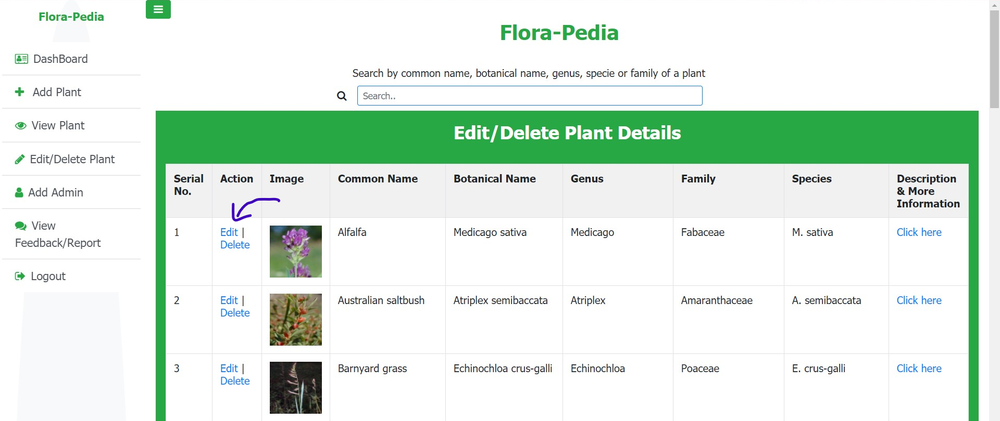 Flora-Pedia
DashBoard
Add Plant
View Plant
Edit/Delete Plant
Add Admin
View
Feedback/Report
Logout
Flora-Pedia
Search by common name, botanical name, genus, specie or family of a plant
Search..
Edit/Delete Plant Details
Serial No. Action Image Common Name Botanical Name Genus Family Species Description & More Information
1 Edit | Delete Alfalfa Medicago sativa Medicago Fabaceae M. sativa Click here
2 Edit | Delete Australian saltbush Atriplex semibaccata Atriplex Amaranthaceae A. semibaccata Click here
3 Edit | Delete Barnyard grass Echinochloa crus-galli Echinochloa Poaceae E. crus-galli Click here